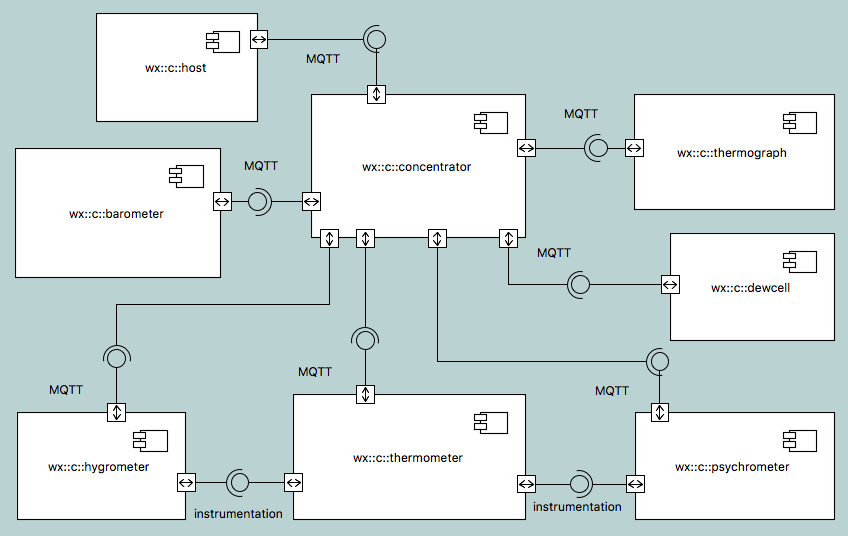 MQTT
wx::c::host
MQTT
wx::c::concentrator
wx::c::thermograph
MQTT
wx::c::barometer
MQTT
wx::c::dewcell
MQTT
MQTT
MQTT
wx::c::hygrometer
wx::c::thermometer
wx::c::psychrometer
instrumentation
instrumentation